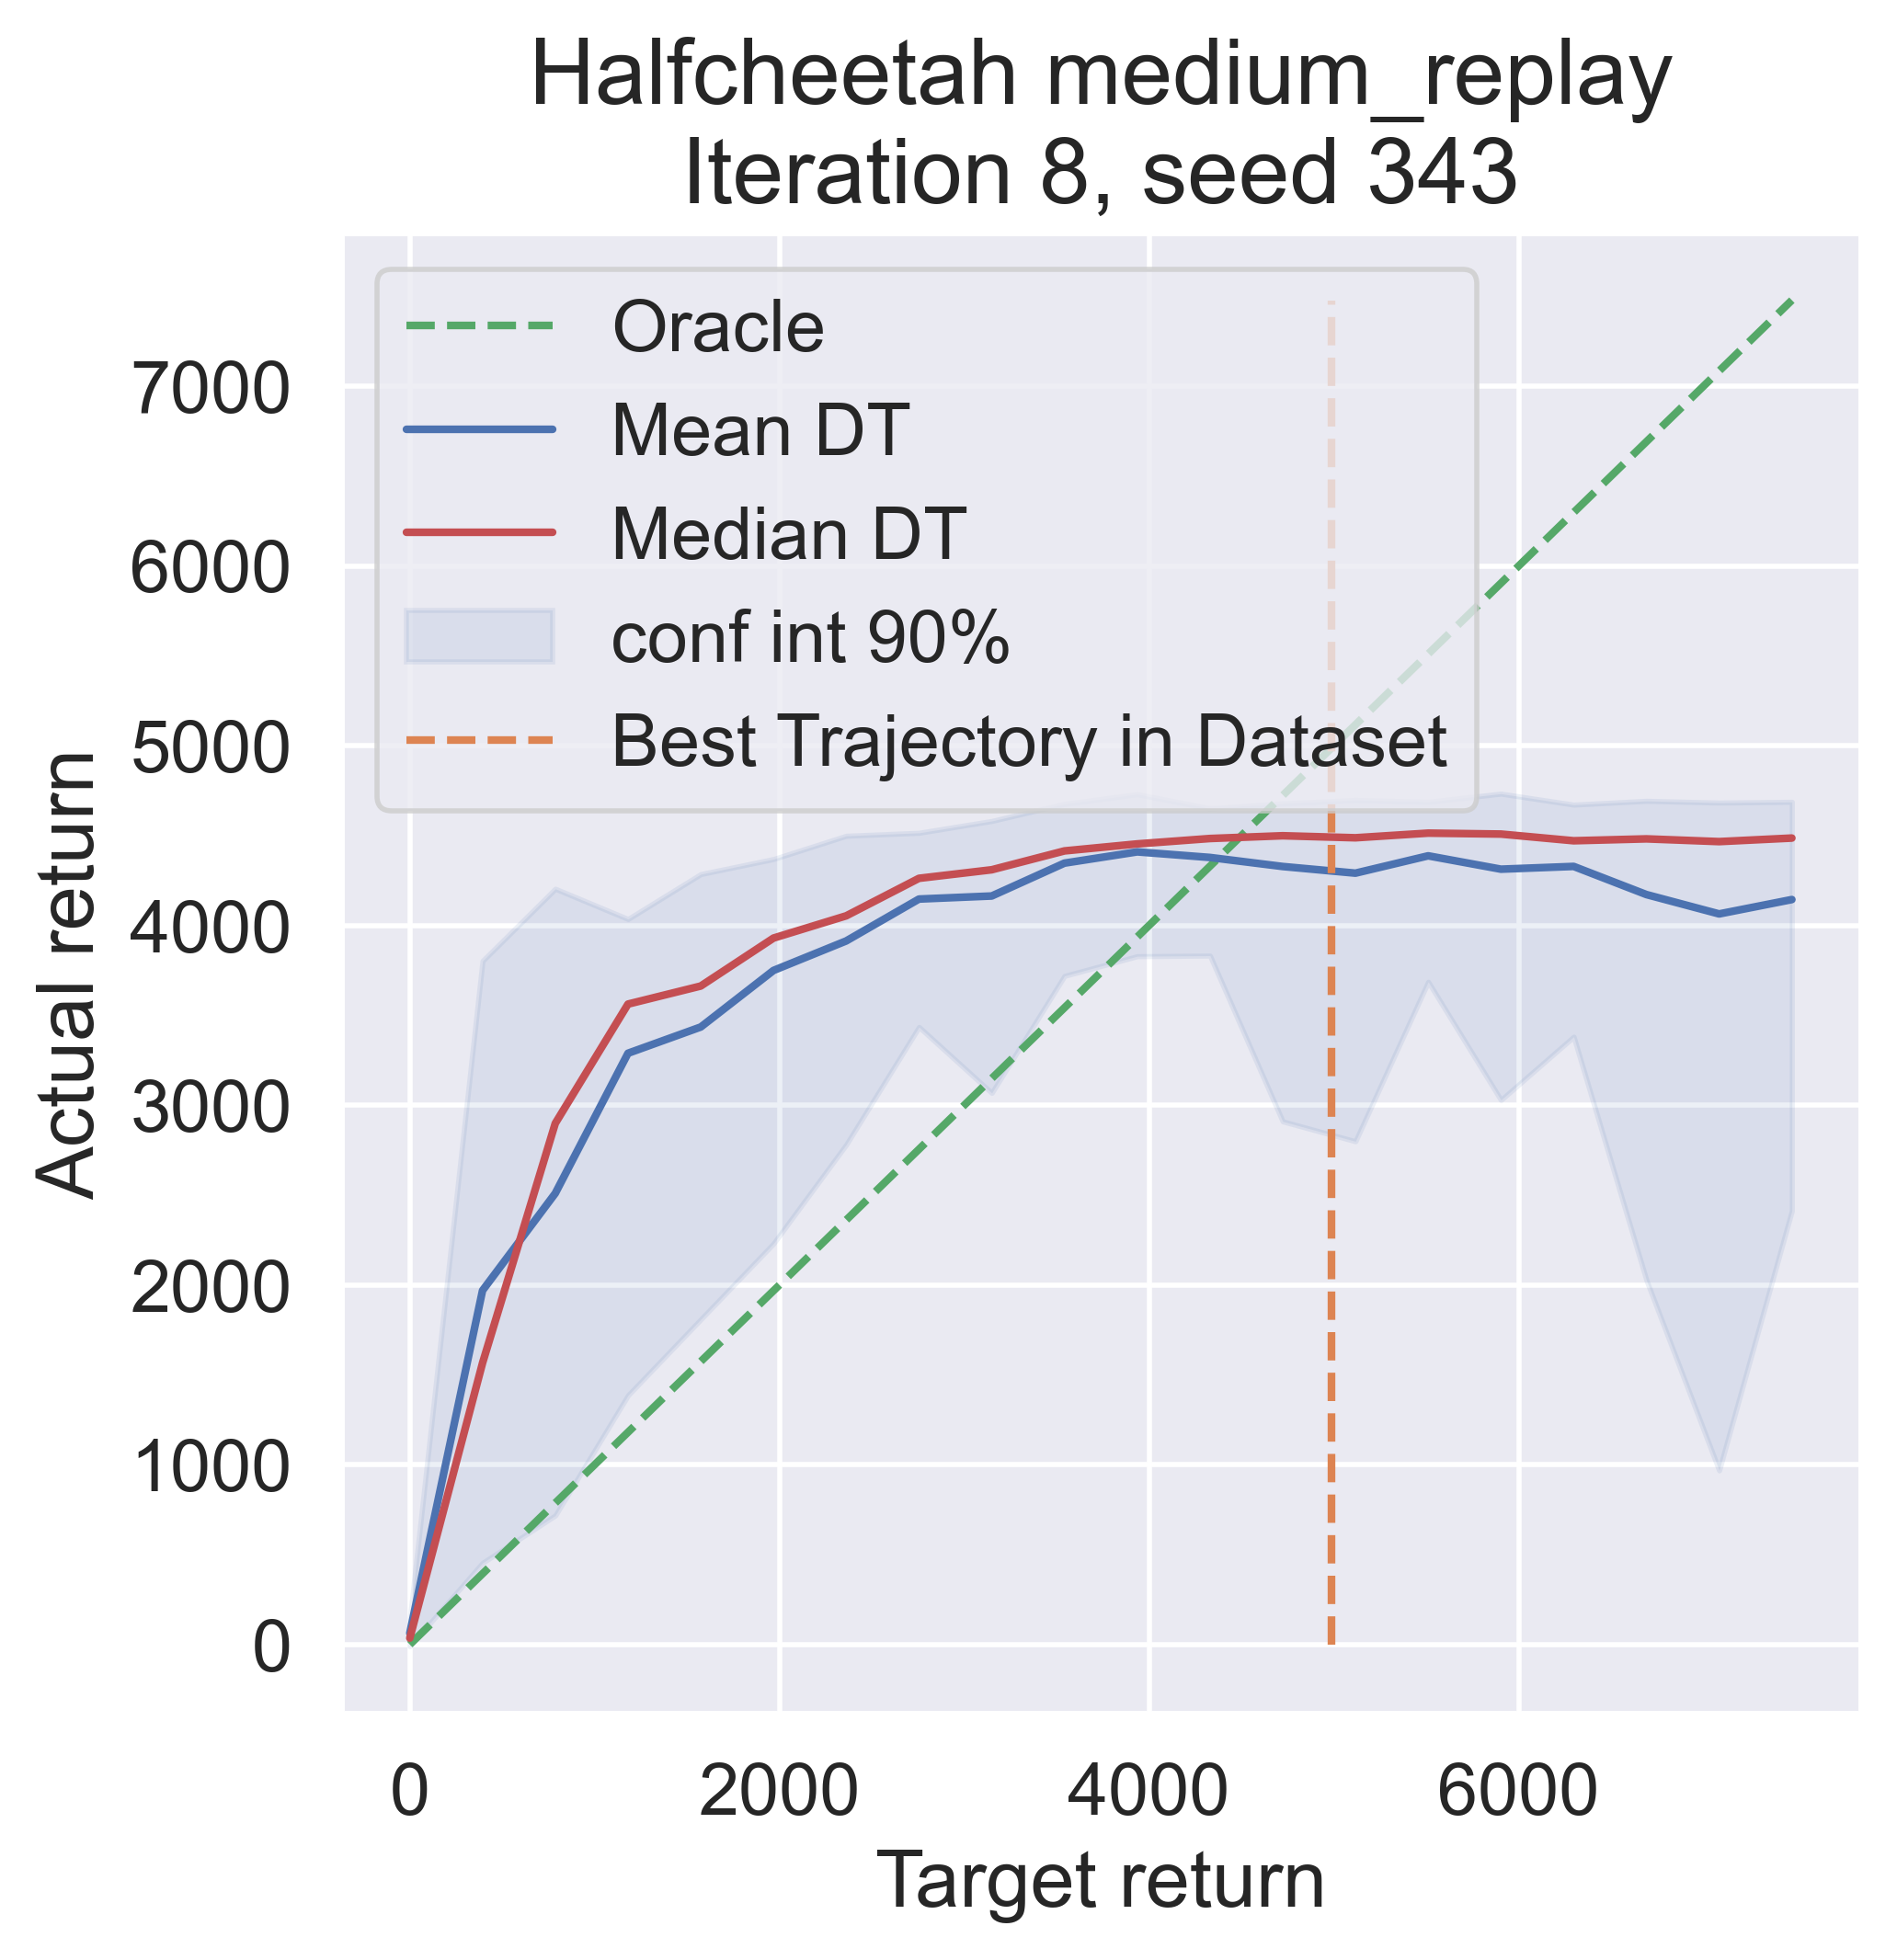 Halfcheetah medium_replay
Iteration 8, seed 343
Oracle
Mean DT
Median DT
conf int 90%
Best Trajectory in Dataset
7000
6000
5000
4000
3000
2000
1000
0
Actual return
0 2000 4000 6000
Target return